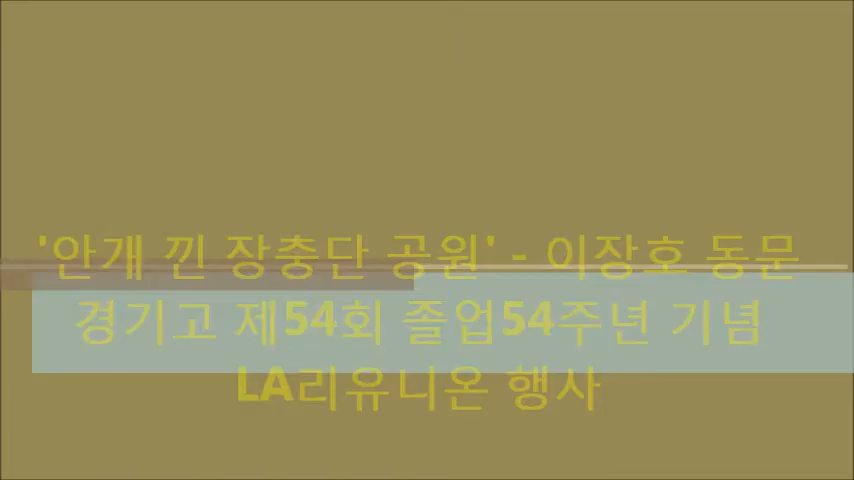 '안개 낀 장충단 공원' - 이장호 동문
경기고 제54회 졸업54주년 기념
LA리유니온 행사